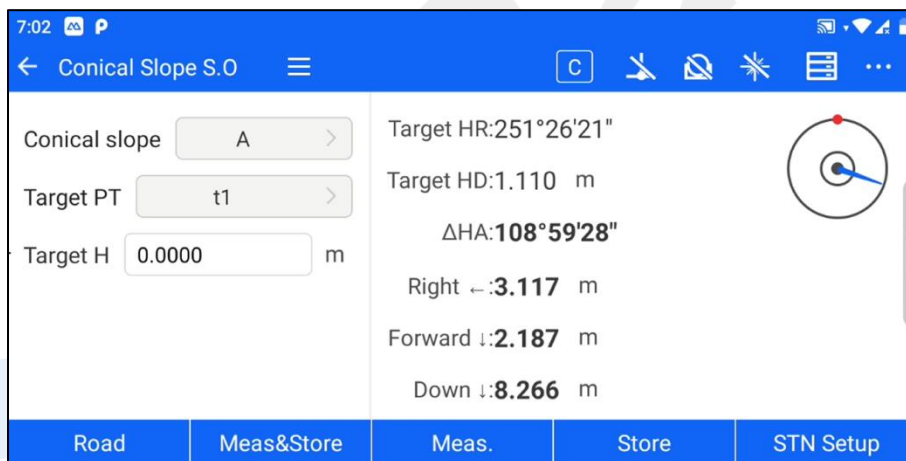 7:02
← Conical Slope S.O C ...
Conical slope A >
Target PT t1 >
Target H 0.0000 m
Target HR:251°26'21"
Target HD:1.110 m
ΔHA:108°59'28"
Right ←:3.117 m
Forward ↓:2.187 m
Down ↓:8.266 m
Road Meas&Store Meas. Store STN Setup